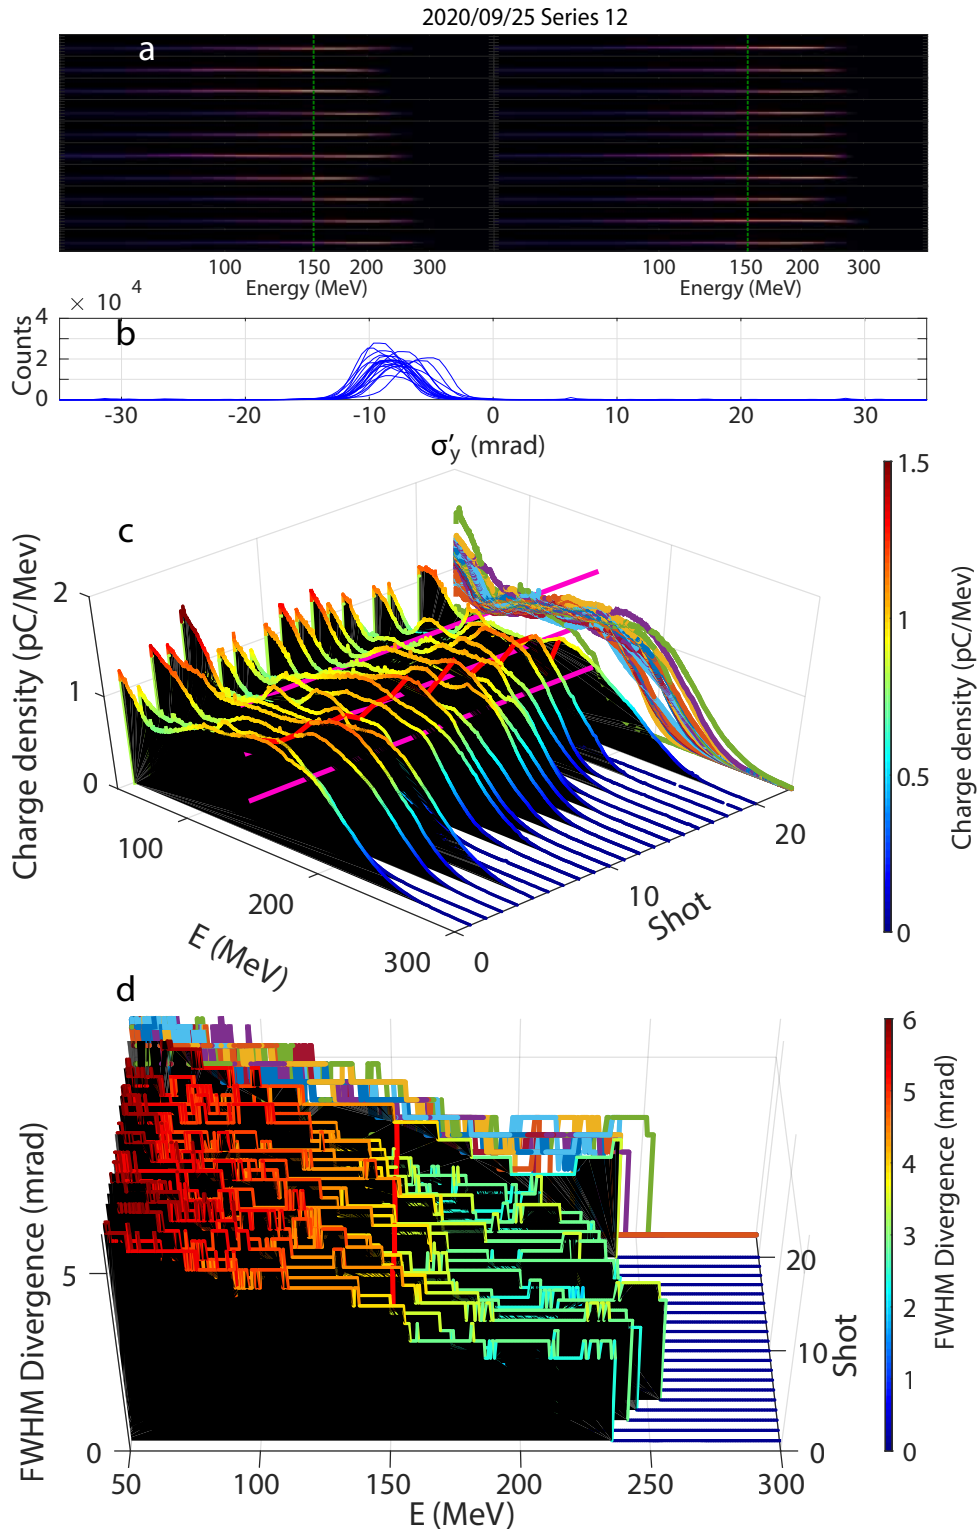 2020/09/25 Series 12
a
100 150 200 300 100 150 200 300
Energy (MeV) Energy (MeV)
× 10 4
b
Counts
4
2
0
-30 -20 -10 0 10 20 30
σ′y (mrad)
c
Charge density (pC/Mev)
2
1
0
100
200
300
E (MeV)
0
10
20
Shot
1.5
1
0.5
0
Charge density (pC/Mev)
d
FWHM Divergence (mrad)
5
0
50 100 150 200 250 300
E (MeV)
20
10
0
Shot
6
5
4
3
2
1
0
FWHM Divergence (mrad)